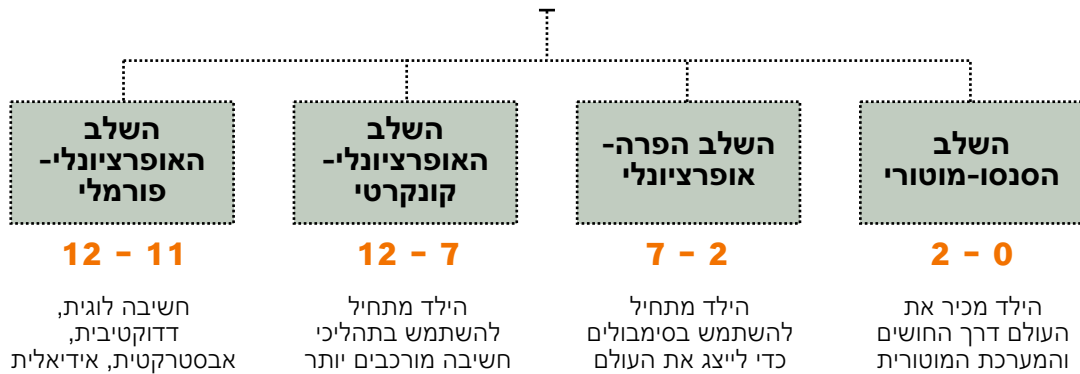 השלב
הסנסו-מוטורי
0 - 2
הילד מכיר את
העולם דרך החושים
והמערכת המוטורית
השלב הפרה-
אופרציונלי
2 - 7
הילד מתחיל
להשתמש בסימבולים
כדי לייצג את העולם
השלב
האופרציונלי-
קונקרטי
7 - 12
הילד מתחיל
להשתמש בתהליכי
חשיבה מורכבים יותר
השלב
האופרציונלי-
פורמלי
11 - 12
חשיבה לוגית,
דדוקטיבית,
אבסטרקטית, אידיאלית